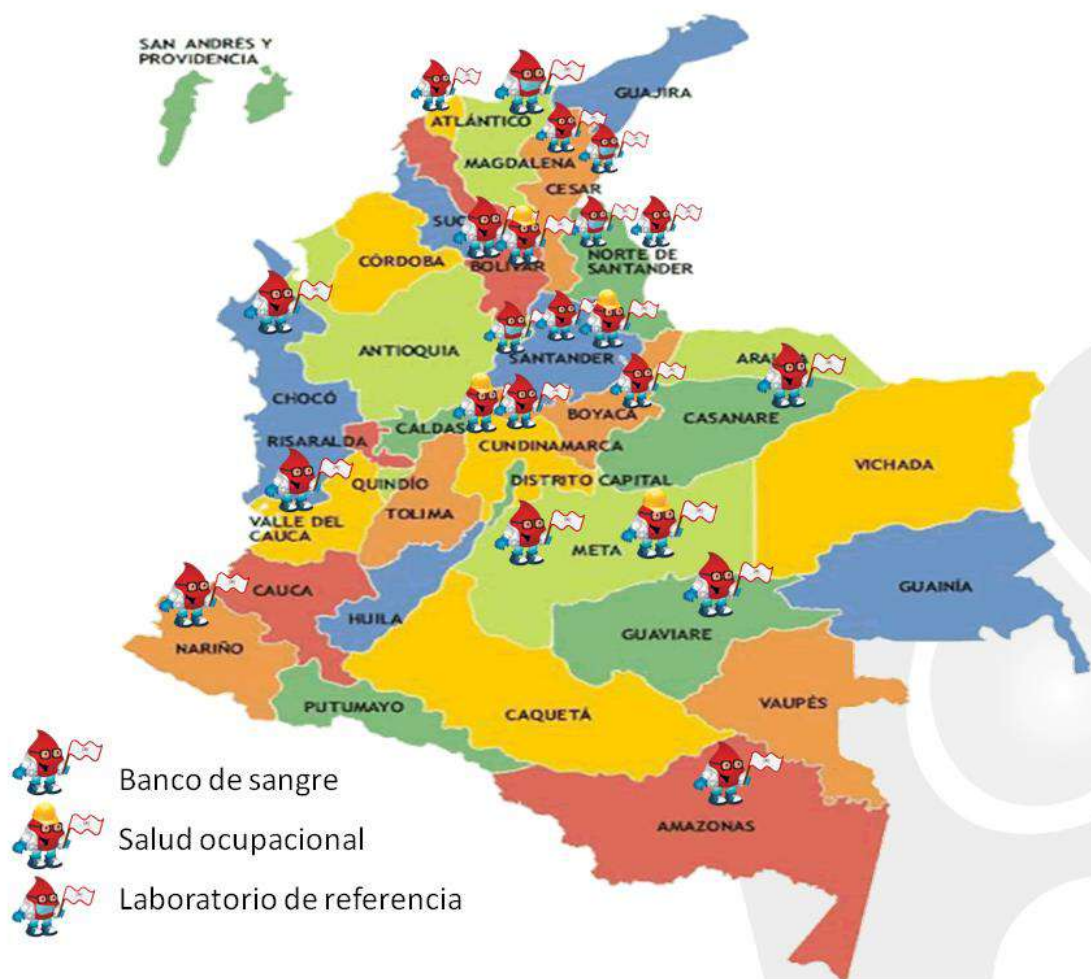 SAN ANDRÉS Y
PROVIDENCIA
GUAJIRA
ATLÁNTICO
MAGDALENA
CESAR
SUC
BOLÍVAR
NORTE DE
SANTANDER
CÓRDOBA
ANTIOQUIA
SANTANDER
CHOCÓ
BOYACÁ
CASANARE
CALDAS
RISARALDA
CUNDINAMARCA
VICHADA
QUINDÍO
DISTRITO CAPITAL
TOLIMA
VALLE DEL
CAUCA
META
CAUCA
GUAINÍA
HUILA
GUAVIARE
NARIÑO
PUTUMAYO
CAQUETÁ
VAUPÉS
AMAZONAS
Banco de sangre
Salud ocupacional
Laboratorio de referencia